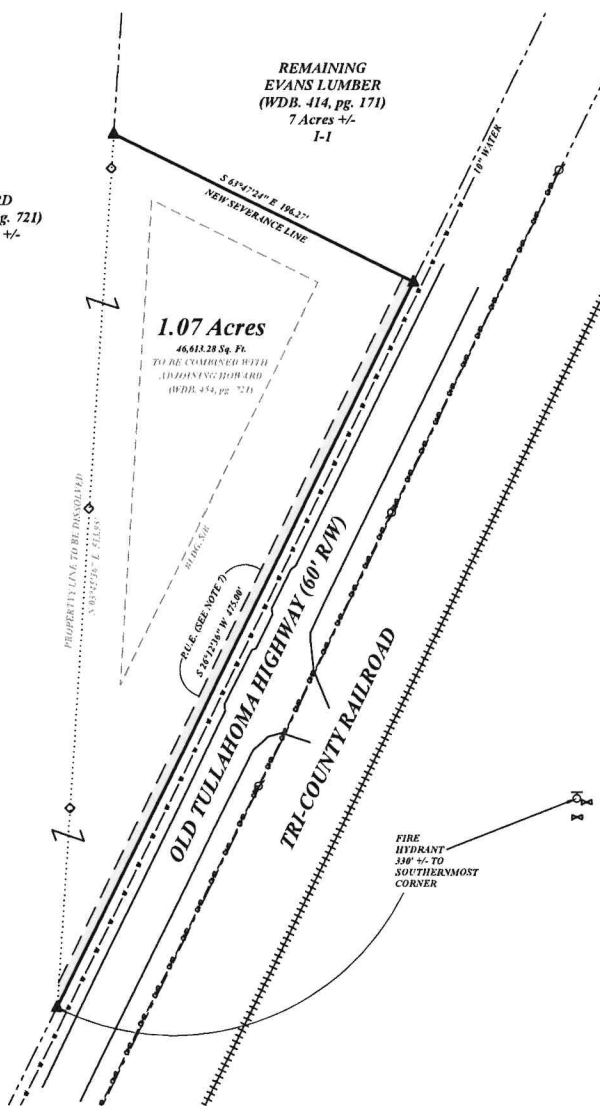 REMAINING
EVANS LUMBER
(WDB. 414, pg. 171)
7 Acres +/-
I-1
10" WATER
S 63°47'24" E 196.27'
NEW SEVERANCE LINE
RD
g. 721)
+/-
1.07 Acres
46,613.28 Sq. Ft.
TO BE COMBINED WITH
ADJOINING HOWARD
(WDB. 454, pg. 721)
PROPERTY LINE TO BE DISSOLVED
BLDG. S/B
P.U.E. (SEE NOTE 7)
S 26°12'36" W 475.00'
OLD TULLAHOMA HIGHWAY (60' R/W)
TRI-COUNTY RAILROAD
FIRE
HYDRANT
330' +/- TO
SOUTHERNMOST
CORNER